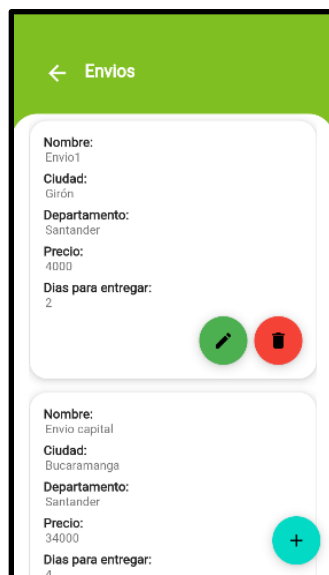 Envios
Nombre:
Envio1
Ciudad:
Girón
Departamento:
Santander
Precio:
4000
Dias para entregar:
2
Nombre:
Envio capital
Ciudad:
Bucaramanga
Departamento:
Santander
Precio:
34000
Dias para entregar:
4